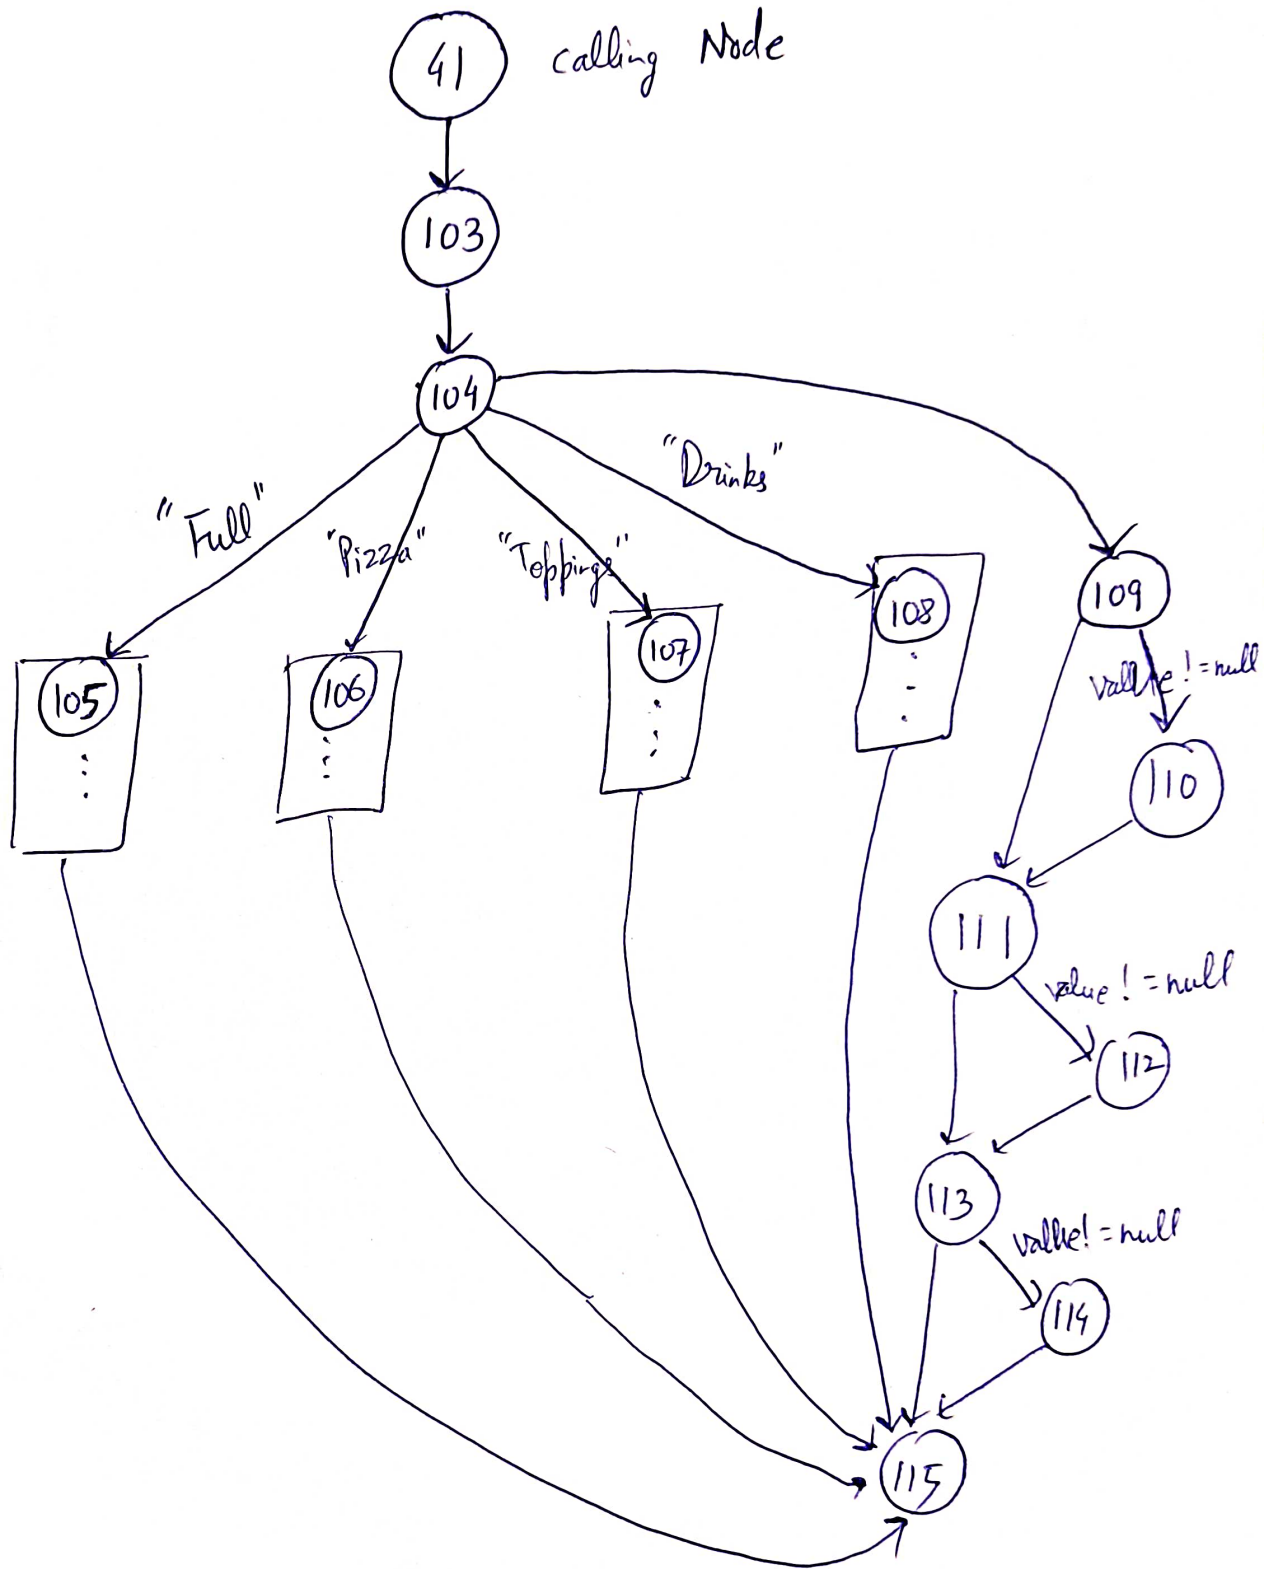 41 calling Node
103
104
"Full" "Pizza" "Toppings" "Drinks"
105
106
107
108
109
value! = null
110
111
value! = null
112
113
value! = null
114
115